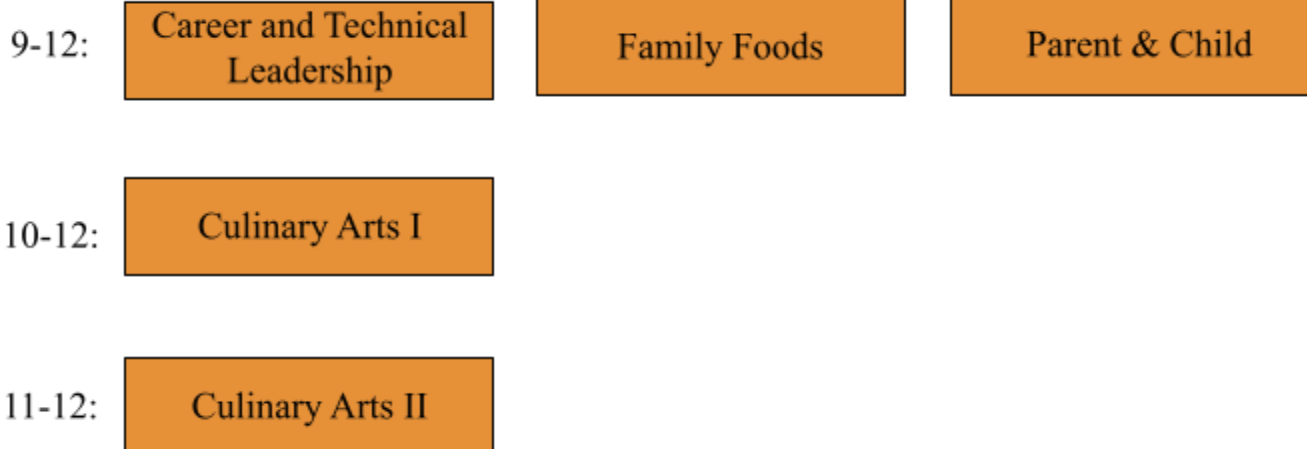 9-12:
Career and Technical
Leadership
Family Foods
Parent & Child
10-12:
Culinary Arts I
11-12:
Culinary Arts II